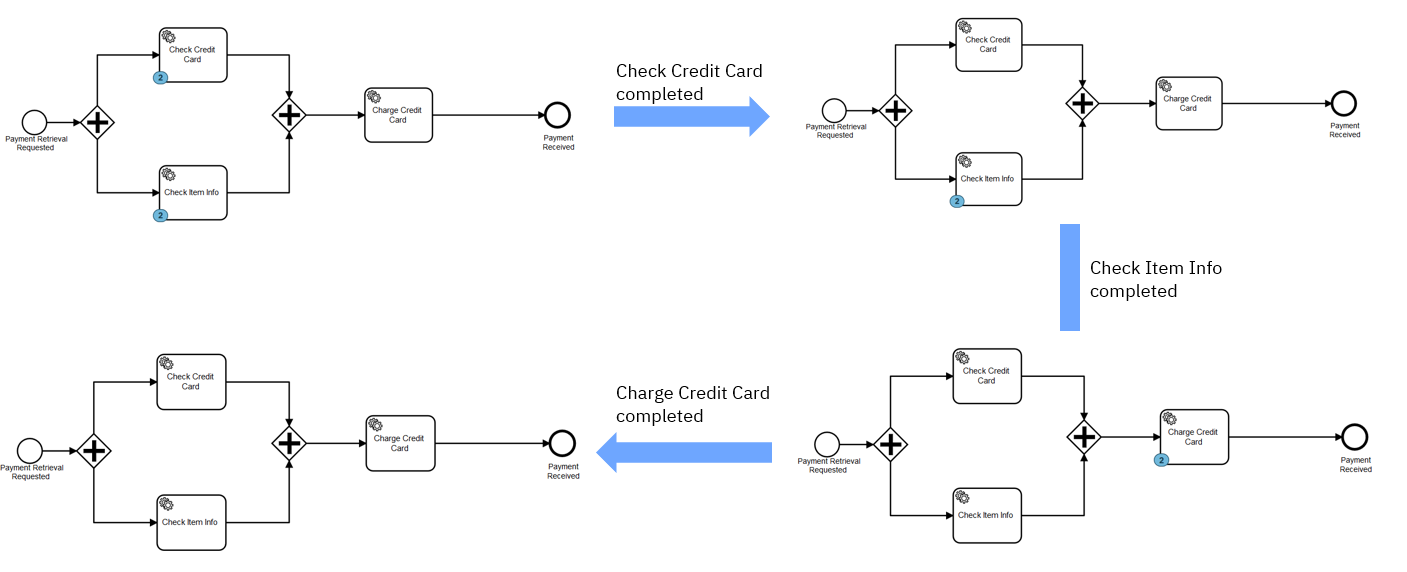 Check Credit
Card
2
Charge Credit
Card
Payment Retrieval
Requested
Payment
Received
Check Item Info
2
Check Credit Card
completed
Check Credit
Card
Charge Credit
Card
Payment Retrieval
Requested
Payment
Received
Check Item Info
2
Check Item Info
completed
Check Credit
Card
Charge Credit
Card
2
Payment Retrieval
Requested
Payment
Received
Check Item Info
Charge Credit Card
completed
Check Credit
Card
Charge Credit
Card
Payment Retrieval
Requested
Payment
Received
Check Item Info